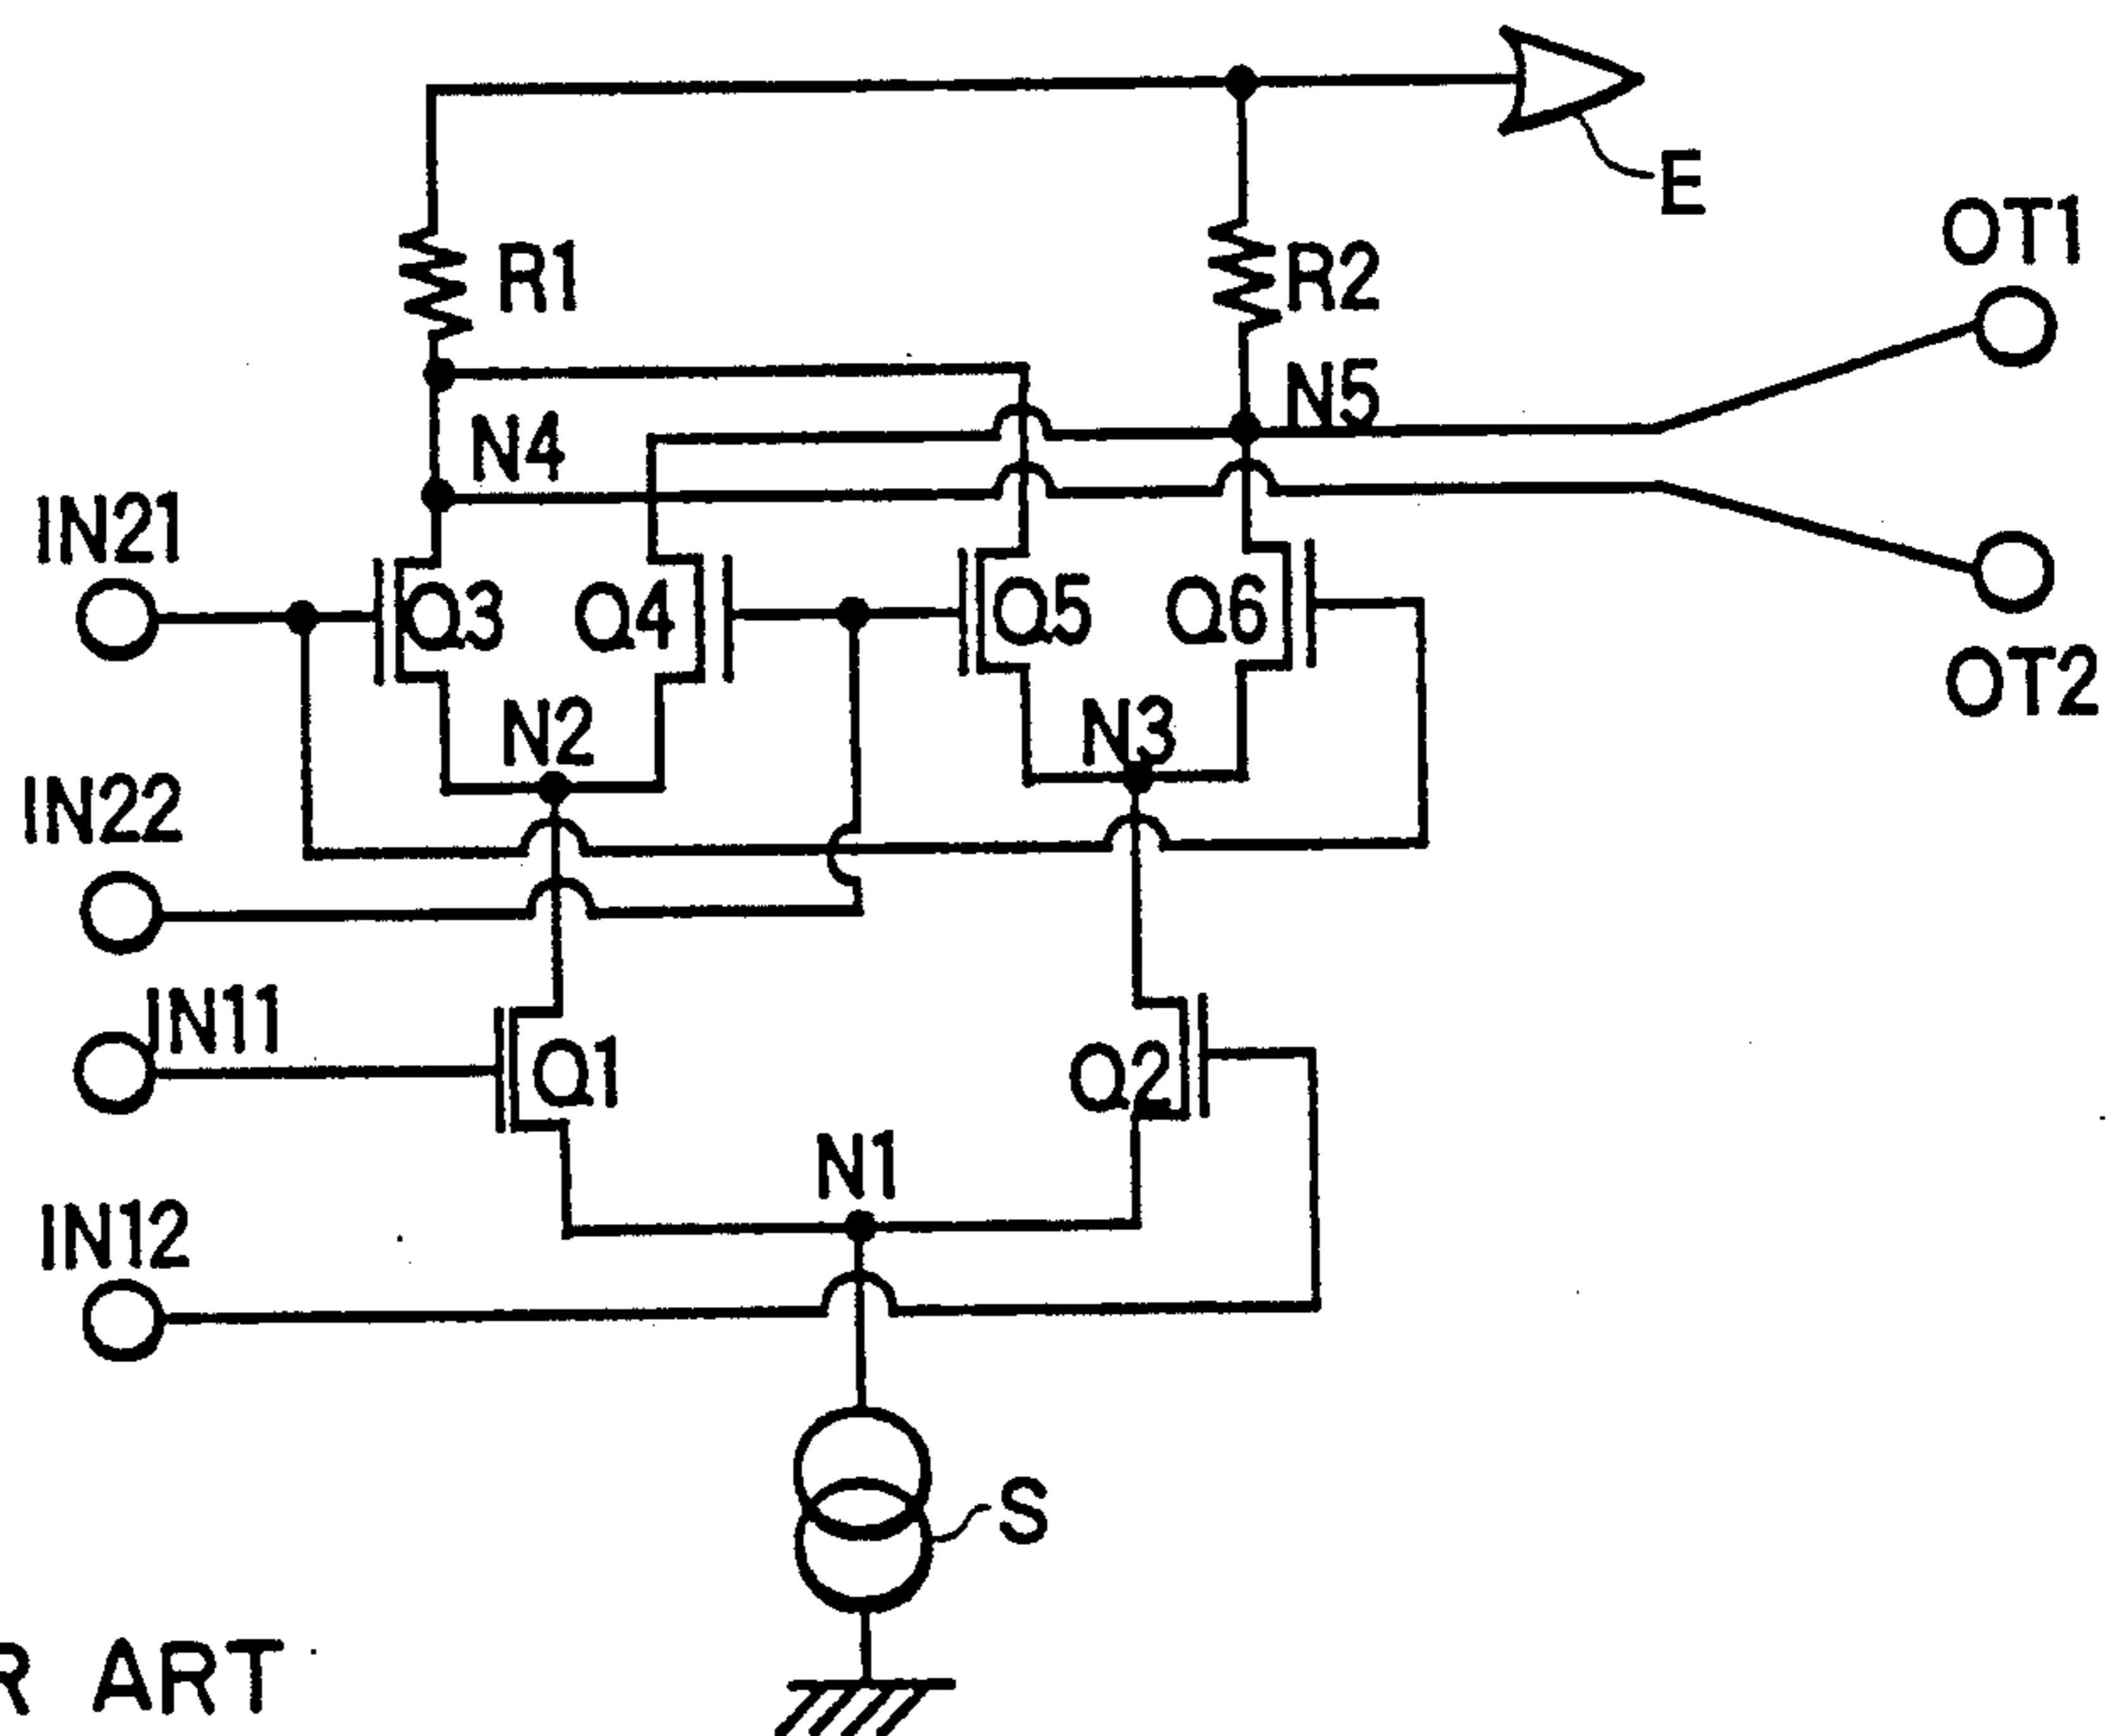 E
OT1
R1
R2
N5
N4
IN21
Q3
Q4
Q5
Q6
OT2
N2
N3
IN22
IN11
Q1
Q2
N1
IN12
S
R ART